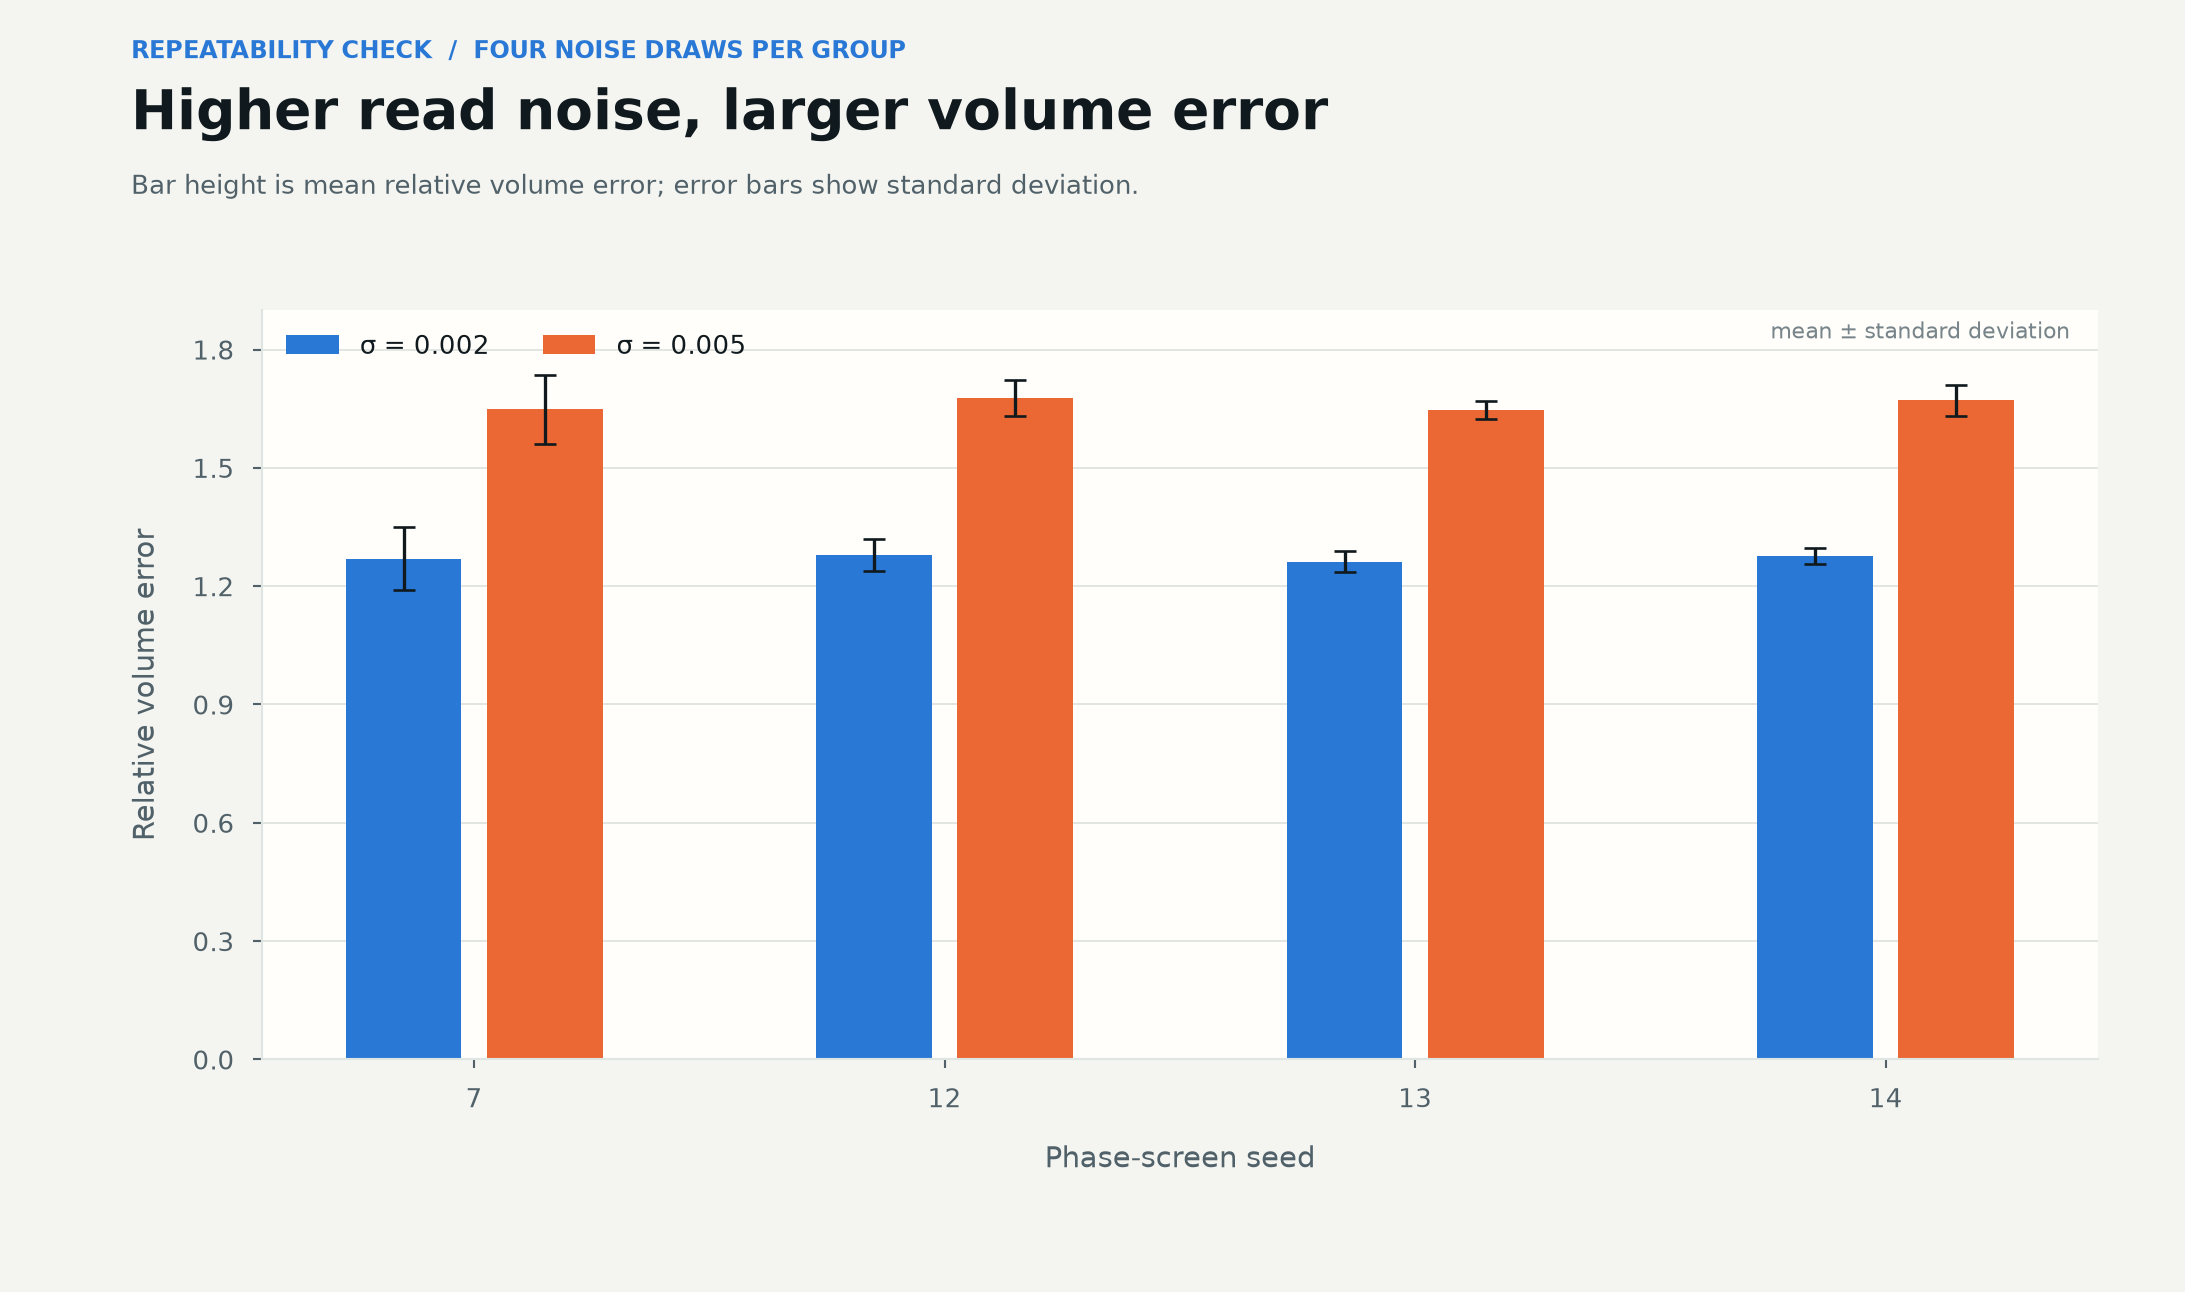 REPEATABILITY CHECK / FOUR NOISE DRAWS PER GROUP
Higher read noise, larger volume error
Bar height is mean relative volume error; error bars show standard deviation.
σ = 0.002
σ = 0.005
mean ± standard deviation
Relative volume error
1.8
1.5
1.2
0.9
0.6
0.3
0.0
7 12 13 14
Phase-screen seed